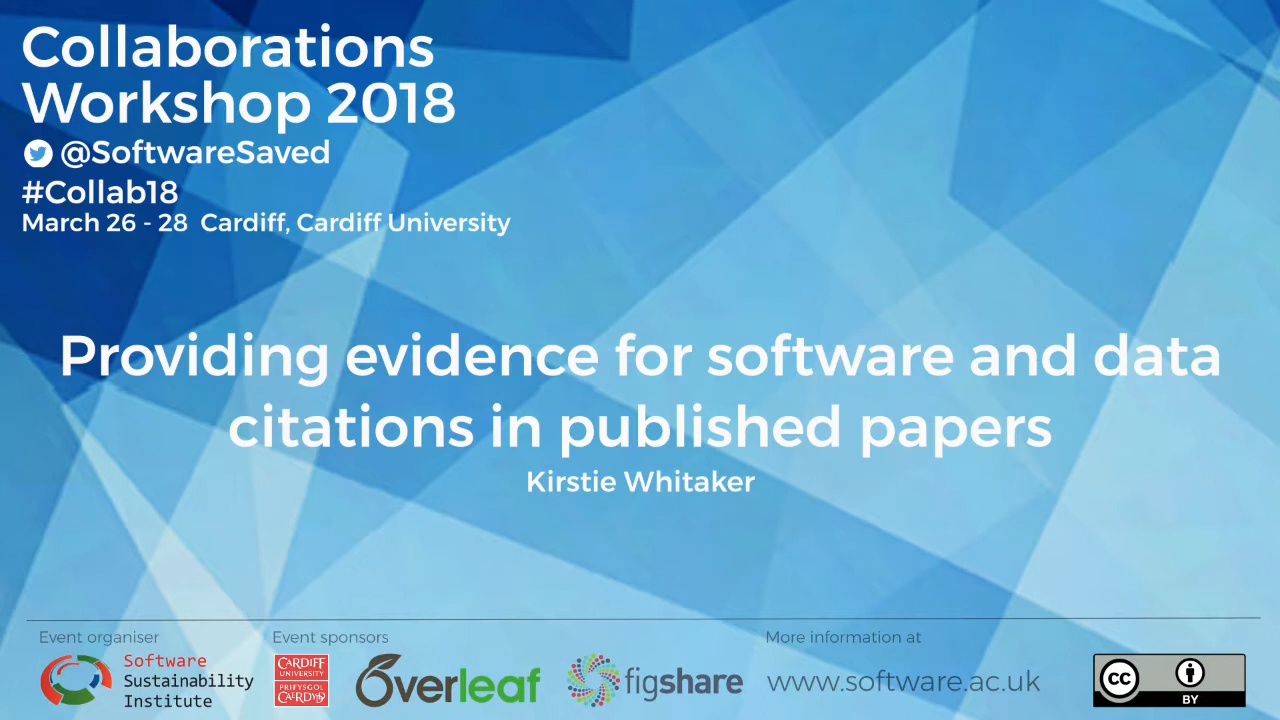 Collaborations
Workshop 2018
@SoftwareSaved
#Collab18
March 26 - 28 Cardiff, Cardiff University
Providing evidence for software and data
citations in published papers
Kirstie Whitaker
Event organiser
Event sponsors
More information at
Software
Sustainability
Institute
CARDIFF
UNIVERSITY
PRIFYSGOL
CAERDYDD
Overleaf
figshare
www.software.ac.uk
cc
BY